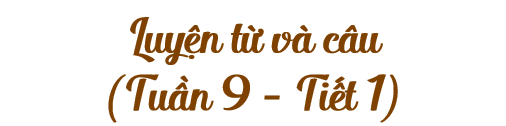 Luyện từ và câu
(Tuần 9 - Tiết 1)